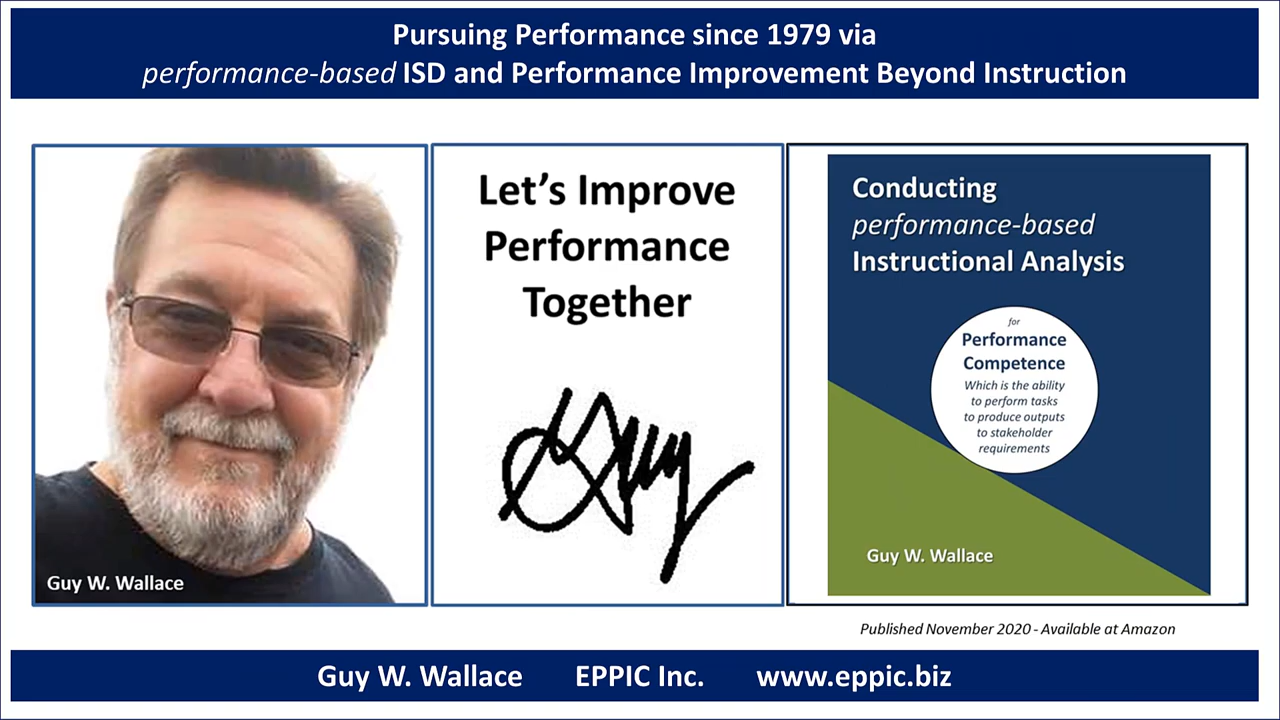 Pursuing Performance since 1979 via
performance-based ISD and Performance Improvement Beyond Instruction
Guy W. Wallace
Let's Improve
Performance
Together
Guy
Conducting
performance-based
Instructional Analysis
for
Performance
Competence
Which is the ability
to perform tasks
to produce outputs
to stakeholder
requirements
Guy W. Wallace
Published November 2020 - Available at Amazon
Guy W. Wallace EPPIC Inc. www.eppic.biz